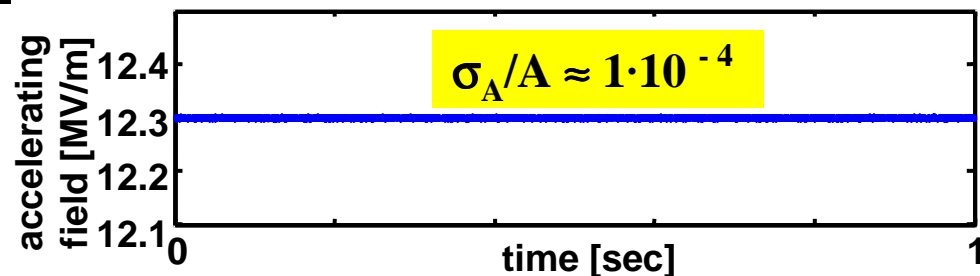 accelerating
field [MV/m]
12.4
12.3
12.2
12.1
σA/A ≈ 1·10 - 4
0
1
time [sec]